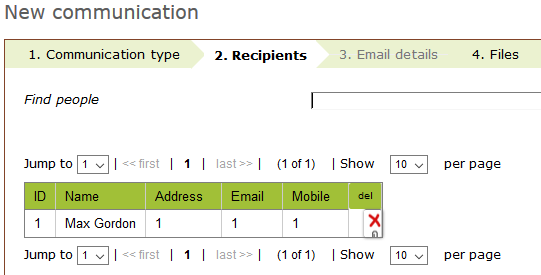 New communication
1. Communication type 2. Recipients 3. Email details 4. Files
Find people
Jump to 1 | << first | 1 | last >> | (1 of 1) | Show 10 per page
ID Name Address Email Mobile del
1 Max Gordon 1 1 1
Jump to 1 | << first | 1 | last >> | (1 of 1) | Show 10 per page